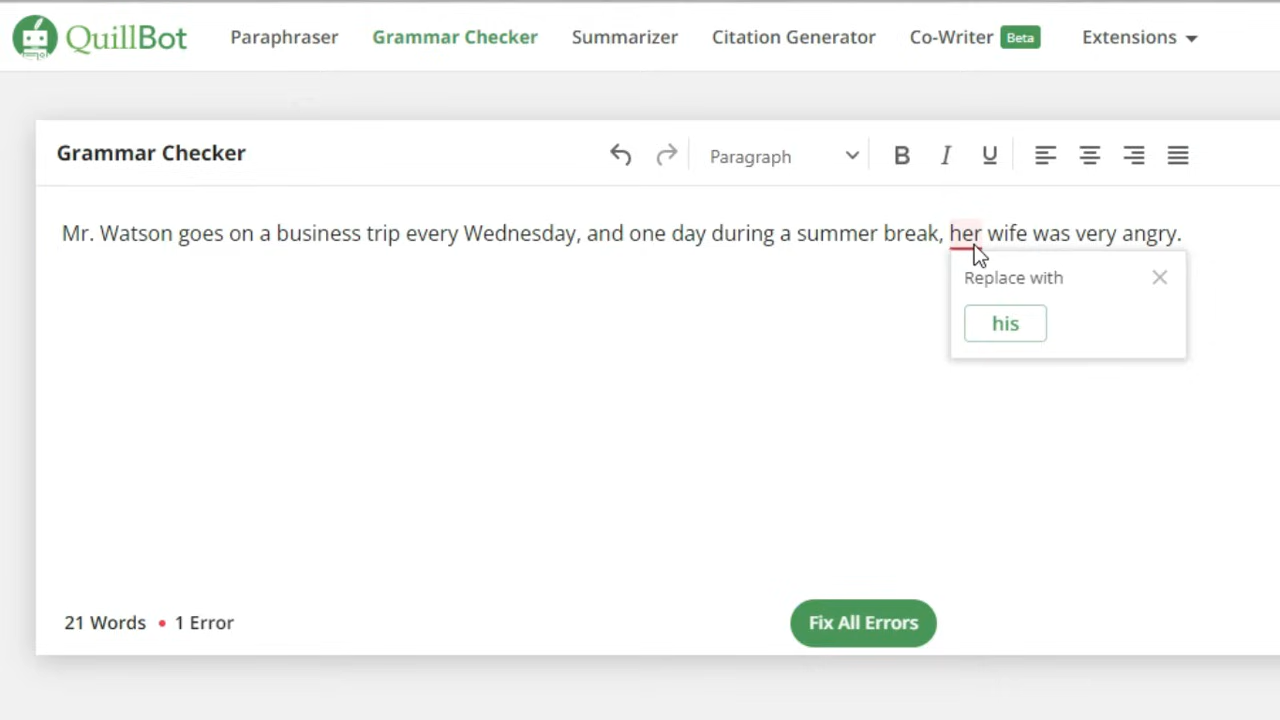 QuillBot Paraphraser Grammar Checker Summarizer Citation Generator Co-Writer Beta Extensions
Grammar Checker Paragraph B I U
Mr. Watson goes on a business trip every Wednesday, and one day during a summer break, her wife was very angry.
Replace with
his
21 Words • 1 Error Fix All Errors